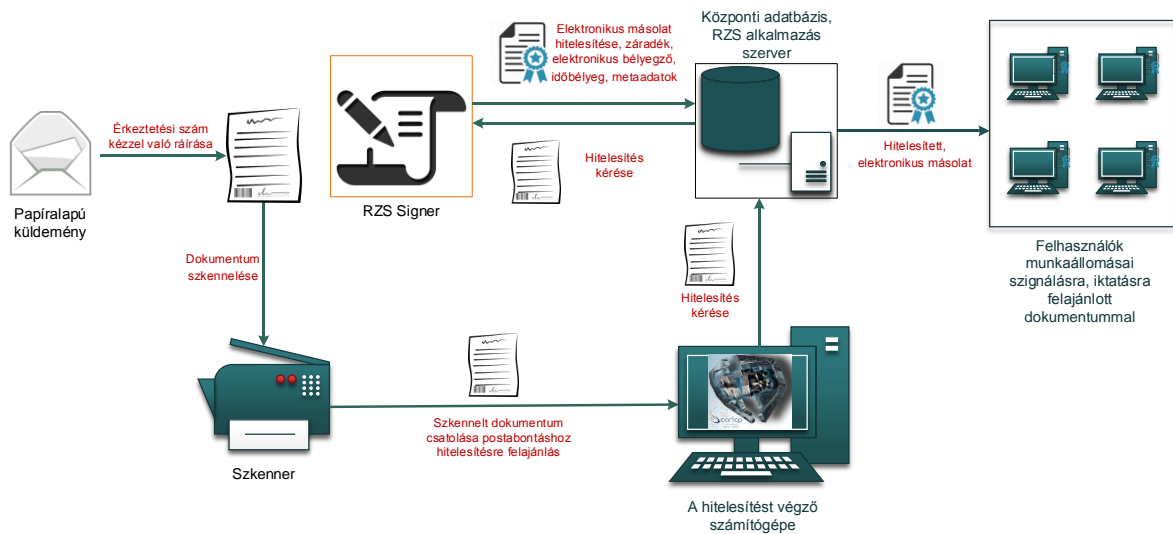 Papíralapú
küldemény
Érkeztetési szám
kézzel való ráírása
Dokumentum
szkennelése
Szkenner
Szkennelt dokumentum
csatolása postabontáshoz
hitelesítésre felajánlás
A hitelesítést végző
számítógépe
Hitelesítés
kérése
Központi adatbázis,
RZS alkalmazás
szerver
Hitelesítés
kérése
RZS Signer
Elektronikus másolat
hitelesítése, záradék,
elektronikus bélyegző,
időbélyeg, metaadatok
Hitelesített,
elektronikus másolat
Felhasználók
munkaállomásai
szignálásra, iktatásra
felajánlott
dokumentummal